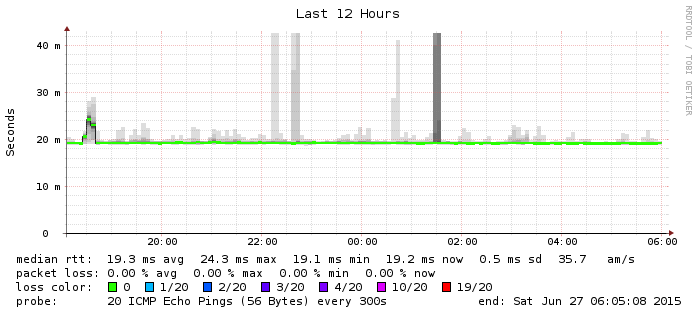 Last 12 Hours
RRDTOOL / TOBI OETIKER
Seconds
40 m
30 m
20 m
10 m
0
20:00 22:00 00:00 02:00 04:00 06:00
median rtt: 19.3 ms avg 24.3 ms max 19.1 ms min 19.2 ms now 0.5 ms sd 35.7 am/s
packet loss: 0.00 % avg 0.00 % max 0.00 % min 0.00 % now
loss color: 0 1/20 2/20 3/20 4/20 10/20 19/20
probe: 20 ICMP Echo Pings (56 Bytes) every 300s end: Sat Jun 27 06:05:08 2015